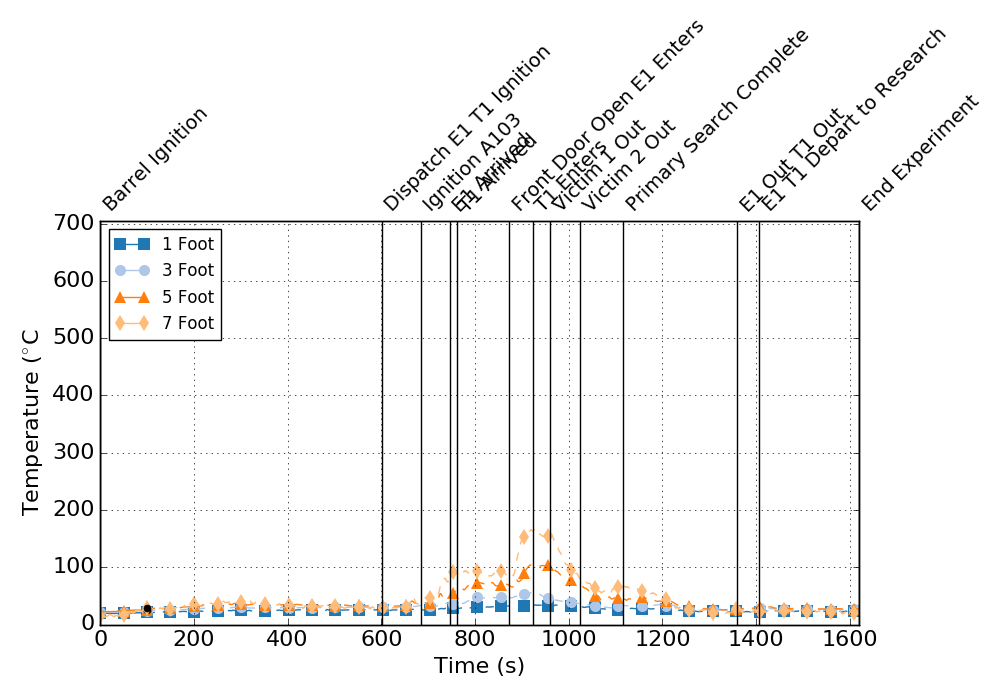 Barrel Ignition
Dispatch E1 T1 Ignition
Ignition A103
E1 Arrived
T1 Arrived
Front Door Open E1 Enters
T1 Enters
Victim 1 Out
Victim 2 Out
Primary Search Complete
E1 Out T1 Out
E1 T1 Depart to Research
End Experiment
700
600
500
400
300
200
100
0
Temperature (°C
1 Foot
3 Foot
5 Foot
7 Foot
0 200 400 600 800 1000 1200 1400 1600
Time (s)